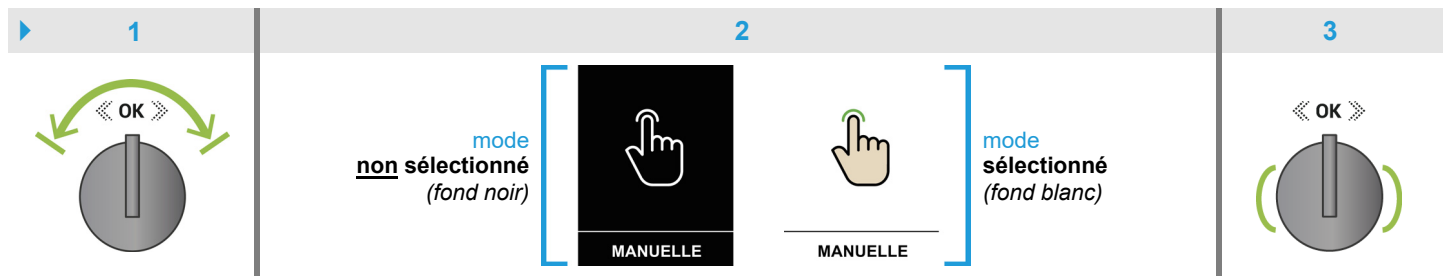 1
2
3
OK
mode
non sélectionné
(fond noir)
MANUELLE
MANUELLE
mode
sélectionné
(fond blanc)
OK